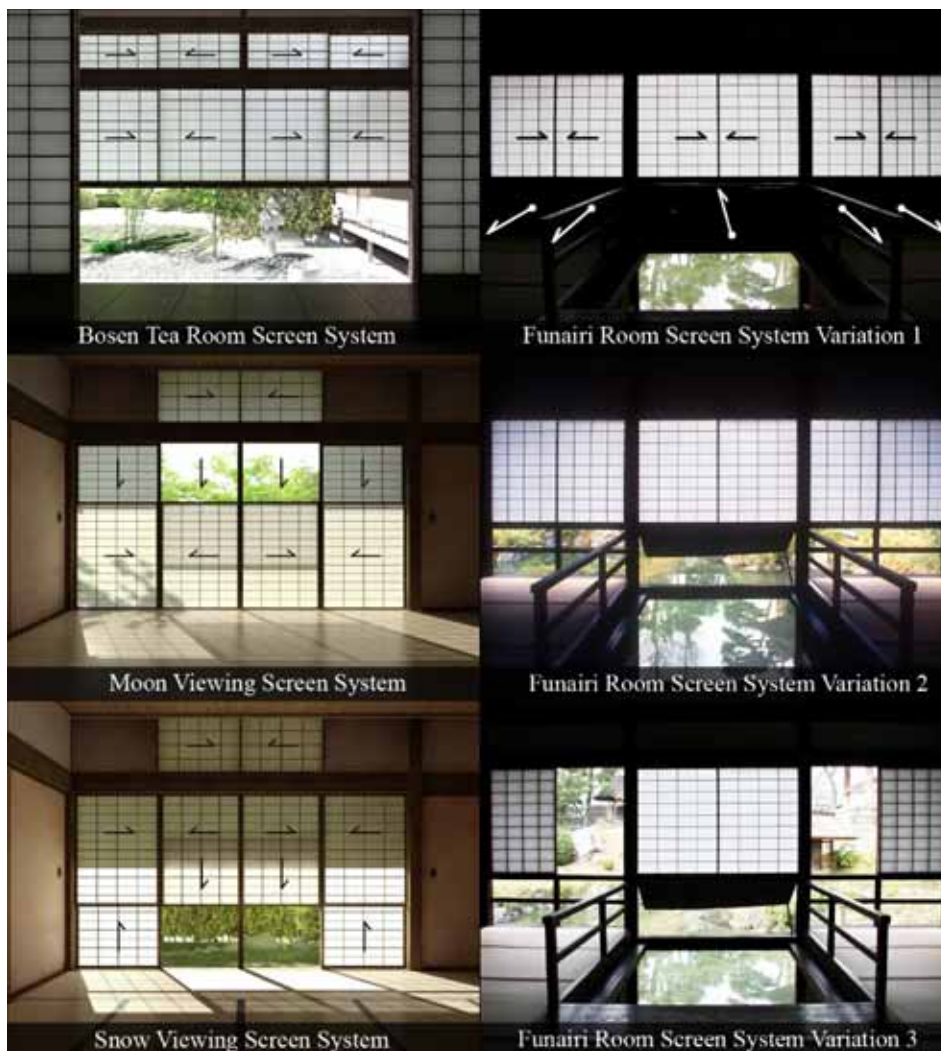 Bosen Tea Room Screen System
Funairi Room Screen System Variation 1
Moon Viewing Screen System
Funairi Room Screen System Variation 2
Snow Viewing Screen System
Funairi Room Screen System Variation 3